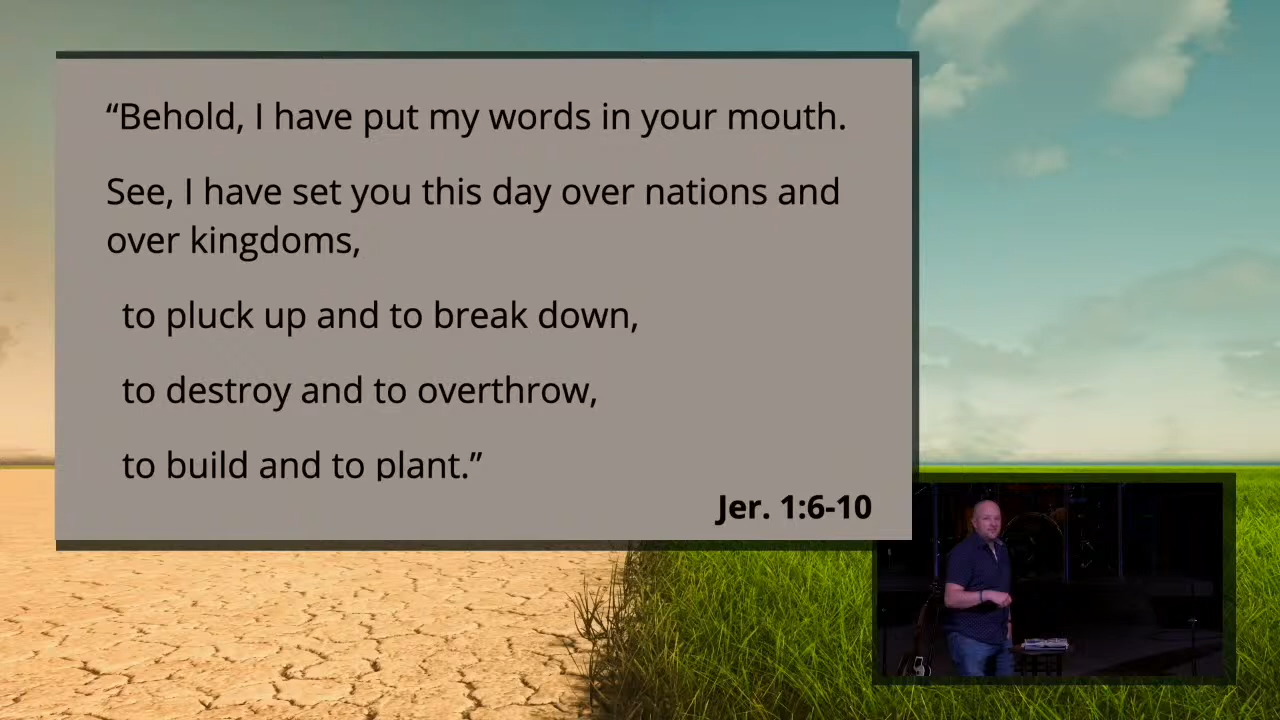 “Behold, I have put my words in your mouth.
See, I have set you this day over nations and
over kingdoms,
to pluck up and to break down,
to destroy and to overthrow,
to build and to plant.”
Jer. 1:6-10